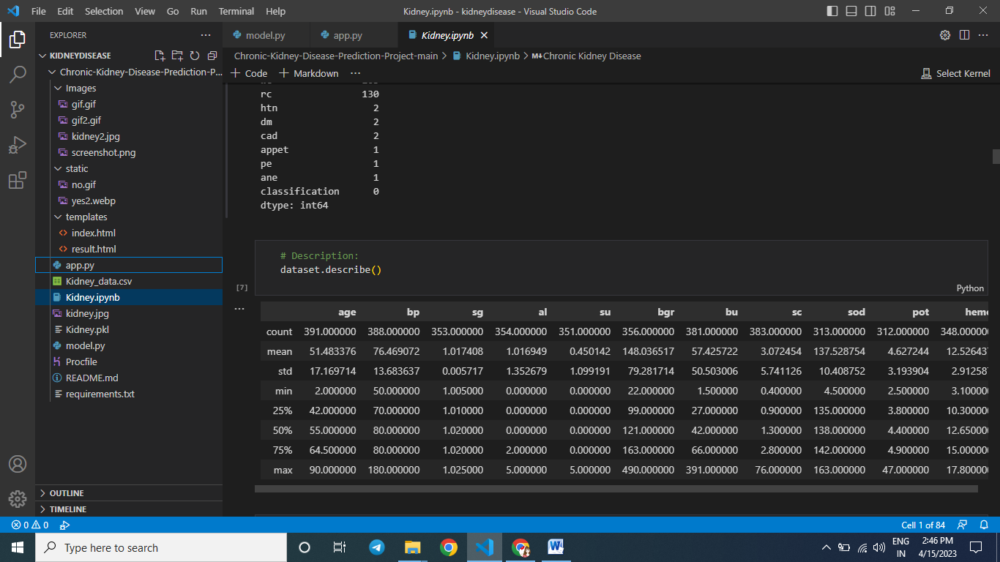 File Edit Selection View Go Run Terminal Help Kidney.ipynb - kidneydisease - Visual Studio Code
EXPLORER
KIDNEYDISEASE
Chronic-Kidney-Disease-Prediction-P...
Images
gif.gif
gif2.gif
kidney2.jpg
screenshot.png
static
no.gif
yes2.webp
templates
index.html
result.html
app.py
Kidney_data.csv
Kidney.ipynb
kidney.jpg
Kidney.pkl
model.py
Procfile
README.md
requirements.txt
OUTLINE
TIMELINE
model.py app.py Kidney.ipynb
Chronic-Kidney-Disease-Prediction-Project-main > Kidney.ipynb > M↓Chronic Kidney Disease
+ Code + Markdown ... Select Kernel
rc 130
htn 2
dm 2
cad 2
appet 1
pe 1
ane 1
classification 0
dtype: int64
# Description:
dataset.describe()
[7] Python
age bp sg al su bgr bu sc sod pot hemo
count 391.000000 388.000000 353.000000 354.000000 351.000000 356.000000 381.000000 383.000000 313.000000 312.000000 348.00000
mean 51.483376 76.469072 1.017408 1.016949 0.450142 148.036517 57.425722 3.072454 137.528754 4.627244 12.52643
std 17.169714 13.683637 0.005717 1.352679 1.099191 79.281714 50.503006 5.741126 10.408752 3.193904 2.91258
min 2.000000 50.000000 1.005000 0.000000 0.000000 22.000000 1.500000 0.400000 4.500000 2.500000 3.10000
25% 42.000000 70.000000 1.010000 0.000000 0.000000 99.000000 27.000000 0.900000 135.000000 3.800000 10.30000
50% 55.000000 80.000000 1.020000 0.000000 0.000000 121.000000 42.000000 1.300000 138.000000 4.400000 12.65000
75% 64.500000 80.000000 1.020000 2.000000 0.000000 163.000000 66.000000 2.800000 142.000000 4.900000 15.00000
max 90.000000 180.000000 1.025000 5.000000 5.000000 490.000000 391.000000 76.000000 163.000000 47.000000 17.80000
0 0 Cell 1 of 84
Type here to search
ENG
IN
2:46 PM
4/15/2023